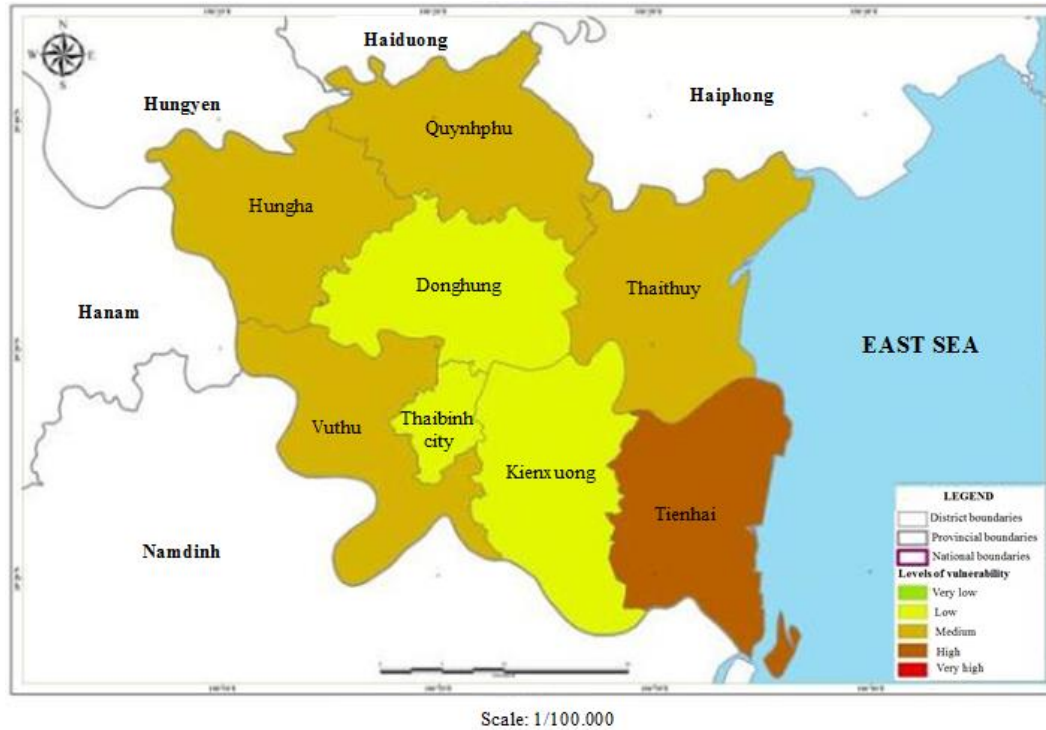 N
W
E
S
Haiduong
Hungyen
Haiphong
Quynhphu
Hungha
Donghung
Thaithuy
Hanam
EAST SEA
Vuthu
Thaibinh
city
Kienxuong
Tienhai
Namdinh
LEGEND
District boundaries
Provincial boundaries
National boundaries
Levels of vulnerability
Very low
Low
Medium
High
Very high
Scale: 1/100.000